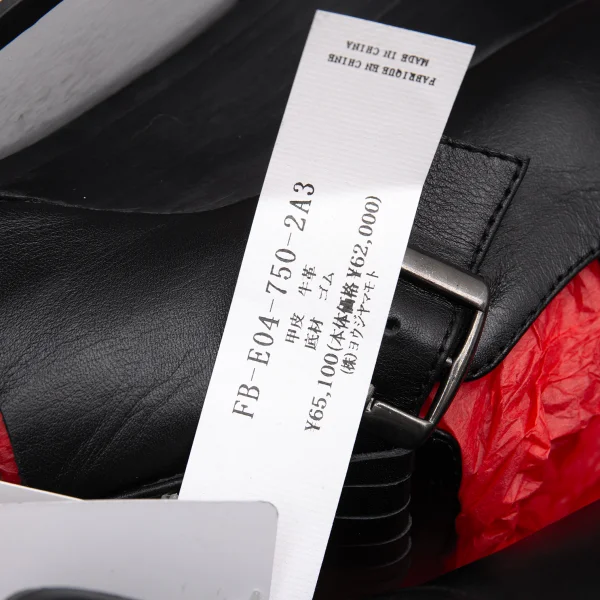 FABRIQUE EN CHINE
MADE IN CHINA
FB-E04-750-2A3
甲皮 牛革
底材 ゴム
¥65,100(本体価格¥62,000)
(株)ヨウジヤマモト